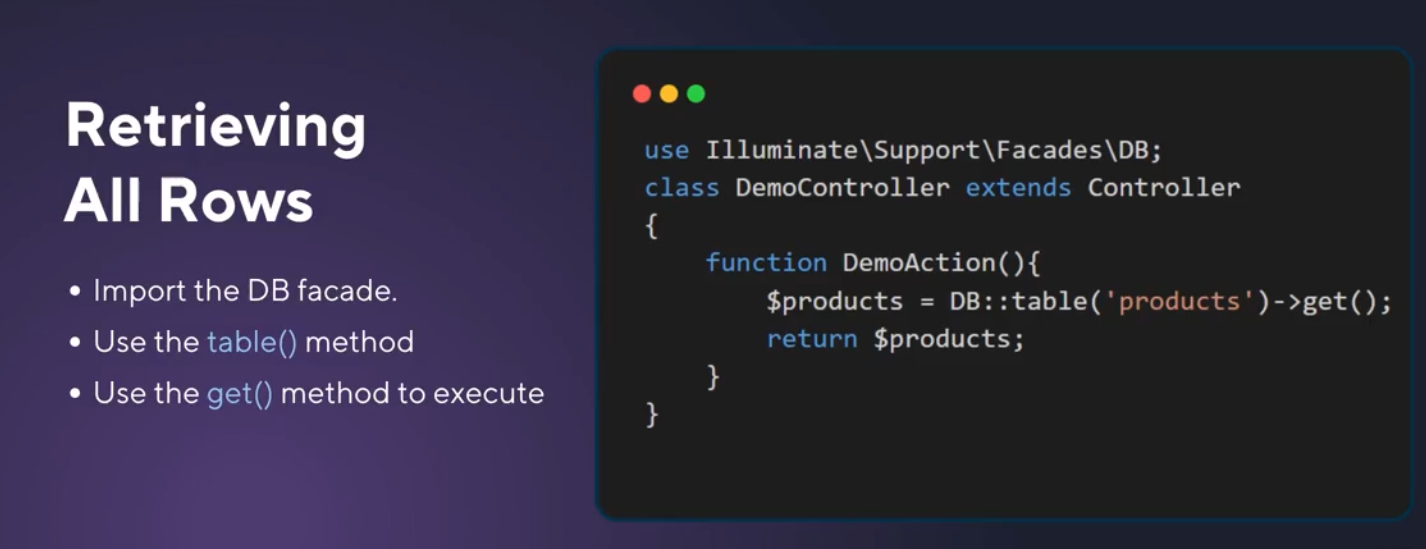 Retrieving
All Rows
• Import the DB facade.
• Use the table() method
• Use the get() method to execute
use Illuminate\Support\Facades\DB;
class DemoController extends Controller
{
    function DemoAction(){
        $products = DB::table('products')->get();
        return $products;
    }
}